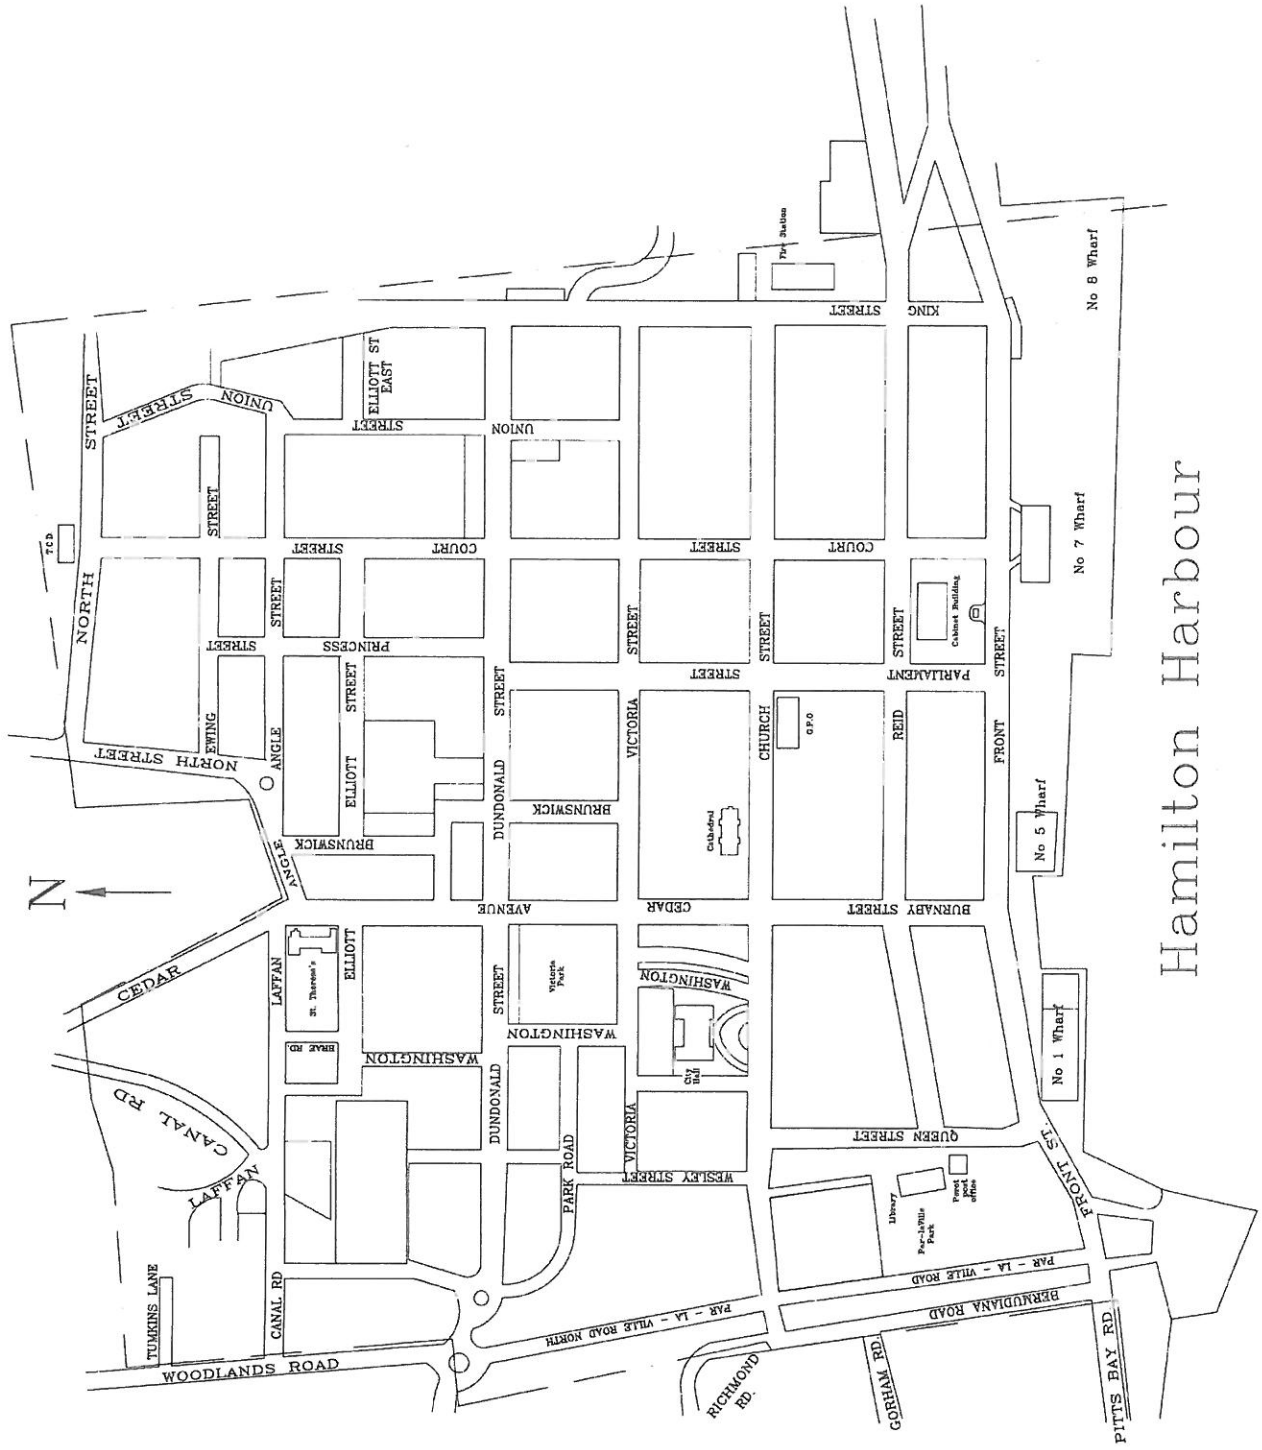 T.C.D.
NORTH
STREET
UNION
STREET
STREET
NORTH STREET
EWING
STREET
STREET
PRINCESS
ELLIOTT ST
EAST
STREET
UNION
ANGLE
STREET
ANGLE
N
CEDAR
CANAL RD
LAFFAN
LAFFAN
TUMKINS LANE
CANAL RD
WOODLANDS ROAD
St. Theresa's
BRAE RD.
ELLIOTT
ELLIOTT
STREET
BRUNSWICK
COURT
STREET
WASHINGTON
AVENUE
DUNDONALD
STREET
DUNDONALD
STREET
Victoria
Park
WASHINGTON
BRUNSWICK
PARK ROAD
VICTORIA
VICTORIA
STREET
WESLEY STREET
CEDAR
WASHINGTON
City
Hall
Cathedral
STREET
STREET
CHURCH
STREET
G.P.O
Fire Station
KING
STREET
COURT
REID
STREET
PARLIAMENT
Cabinet Building
BURNABY STREET
QUEEN STREET
Library
Par-laVille
Park
Perot
post
office
PAR - LA - VILLE ROAD NORTH
PAR - LA - VILLE ROAD
BERMUDIANA ROAD
RICHMOND
RD.
GORHAM RD.
PITTS BAY RD.
FRONT ST.
FRONT
STREET
No 1 Wharf
No 5 Wharf
No 7 Wharf
No 8 Wharf
Hamilton Harbour